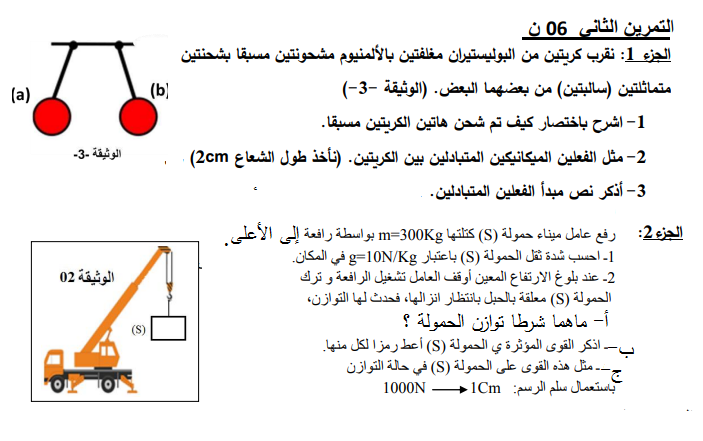 التمرين الثاني 06 ن
الجزء 1: نقرب كريتين من البوليستيران مغلفتين بالألمنيوم مشحونتين مسبقا بشحنتين
متماثلتين (سالبتين) من بعضهما البعض. (الوثيقة -3-)
1- اشرح باختصار كيف تم شحن هاتين الكريتين مسبقا.
2- مثل الفعلين الميكانيكين المتبادلين بين الكريتين. (نأخذ طول الشعاع 2cm)
3- أذكر نص مبدأ الفعلين المتبادلين.
(a)
(b)
الوثيقة -3-
الجزء 2: رفع عامل ميناء حمولة (S) كتلتها m=300Kg بواسطة رافعة إلى الأعلى.
1- احسب شدة ثقل الحمولة (S) باعتبار g=10N/Kg في المكان.
2- عند بلوغ الارتفاع المعين أوقف العامل تشغيل الرافعة و ترك
الحمولة (S) معلقة بالحبل بانتظار انزالها، فحدث لها التوازن،
أ- ماهما شرطا توازن الحمولة ؟
ب- اذكر القوى المؤثرة ي الحمولة (S) أعط رمزا لكل منها.
ج- مثل هذه القوى على الحمولة (S) في حالة التوازن
باستعمال سلم الرسم: 1Cm ⟶ 1000N
الوثيقة 02
(S)